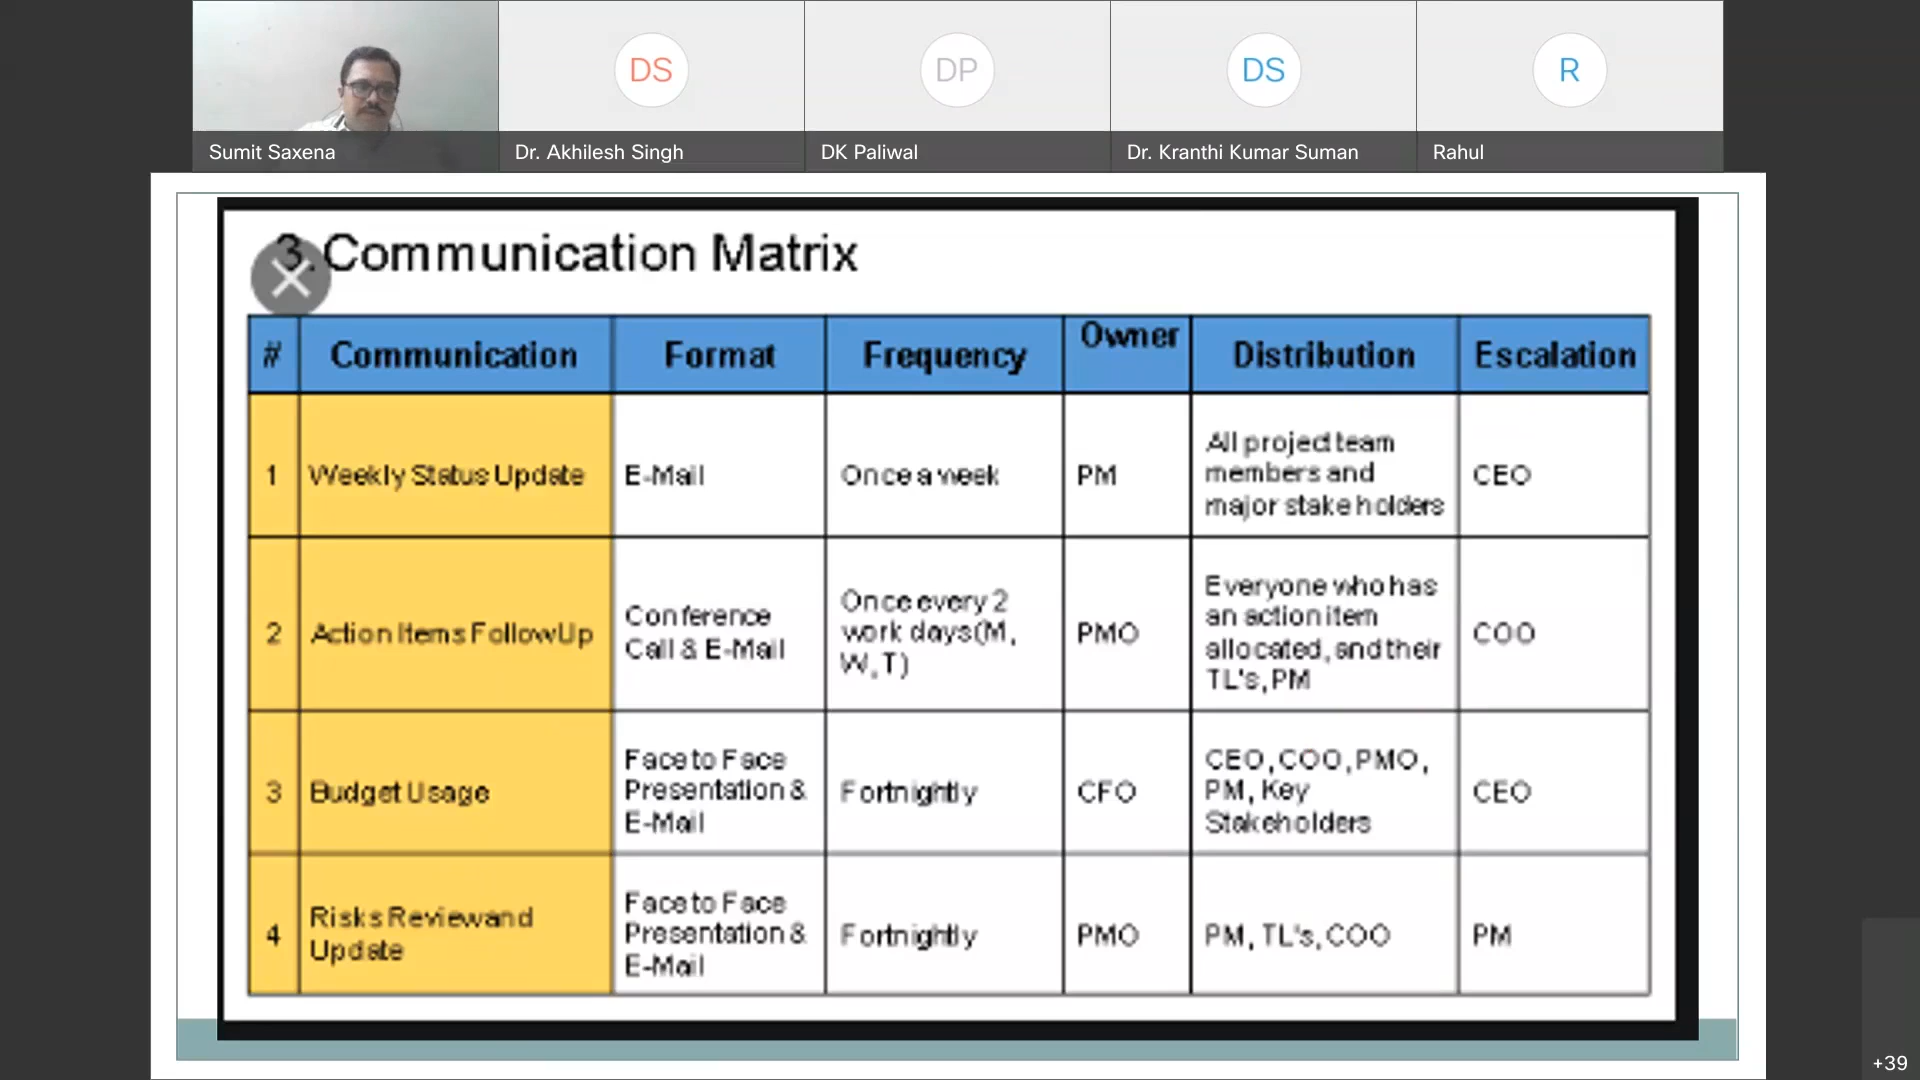 DS
DP
DS
R
Sumit Saxena
Dr. Akhilesh Singh
DK Paliwal
Dr. Kranthi Kumar Suman
Rahul
3. Communication Matrix
# Communication Format Frequency Owner Distribution Escalation
1 Weekly Status Update E-Mail Once a week PM
All project team
members and
major stake holders
CEO
2 Action Items Follow Up
Conference
Call & E-Mail
Once every 2
work days (M,
W, T)
PMO
Everyone who has
an action item
allocated, and their
TL's, PM
COO
3 Budget Usage
Face to Face
Presentation &
E-Mail
Fortnightly
CFO
CEO, COO, PMO,
PM, Key
Stakeholders
CEO
4
Risks Review and
Update
Face to Face
Presentation &
E-Mail
Fortnightly
PMO
PM, TL's, COO
PM
+39